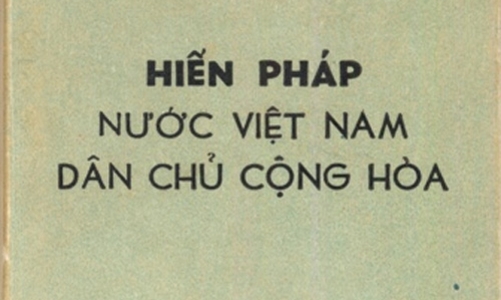 HIẾN PHÁP
NƯỚC VIỆT NAM
DÂN CHỦ CỘNG HÒA